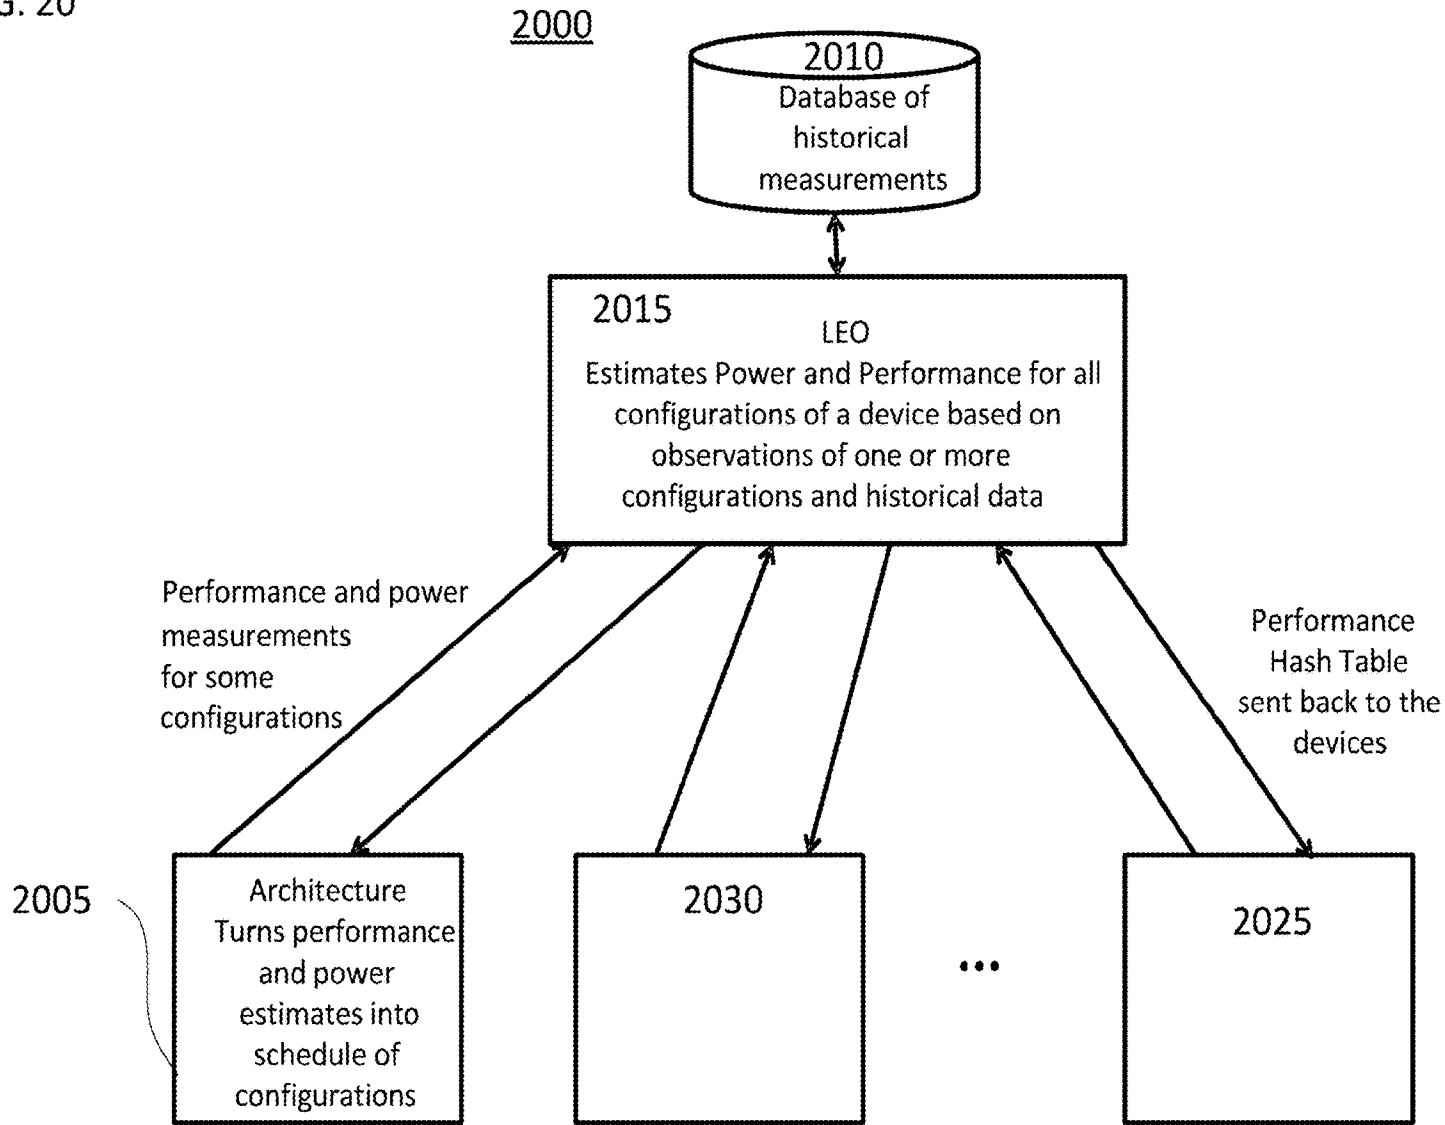 G. 20
2000
2010
Database of
historical
measurements
2015
LEO
Estimates Power and Performance for all
configurations of a device based on
observations of one or more
configurations and historical data
Performance and power
measurements
for some
configurations
Performance
Hash Table
sent back to the
devices
2005
Architecture
Turns performance
and power
estimates into
schedule of
configurations
2030
...
2025